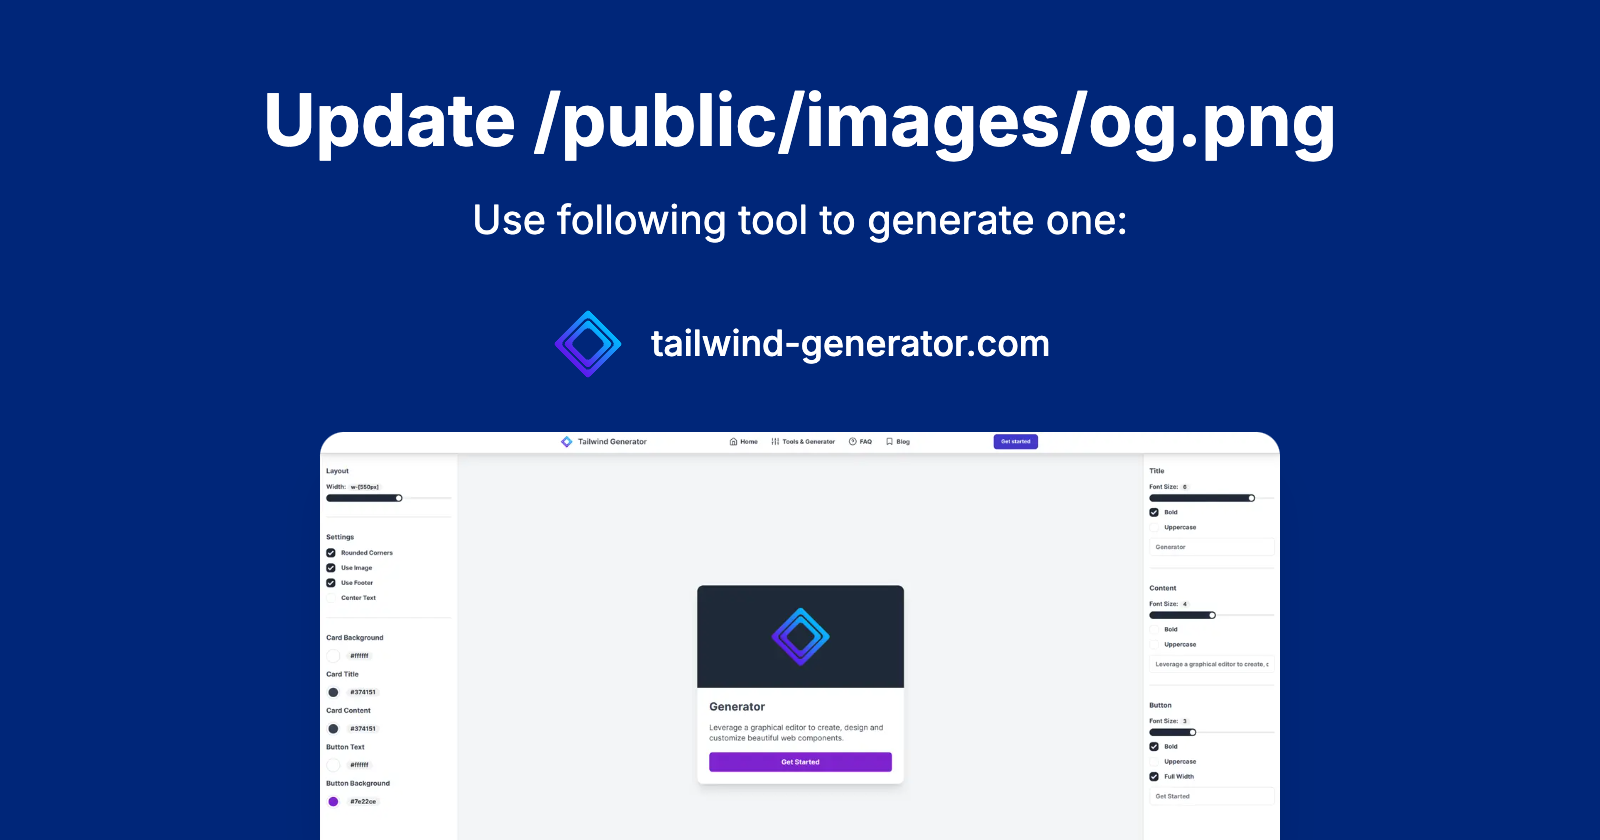 Update /public/images/og.png
Use following tool to generate one:
tailwind-generator.com
Tailwind Generator
Home
Tools & Generator
FAQ
Blog
Get started
Layout
Width: w-[550px]
Settings
Rounded Corners
Use Image
Use Footer
Center Text
Card Background
#ffffff
Card Title
#374151
Card Content
#374151
Button Text
#ffffff
Button Background
#7e22ce
Generator
Leverage a graphical editor to create, design and
customize beautiful web components.
Get Started
Title
Font Size: 6
Bold
Uppercase
Generator
Content
Font Size: 4
Bold
Uppercase
Leverage a graphical editor to create, c
Button
Font Size: 3
Bold
Uppercase
Full Width
Get Started